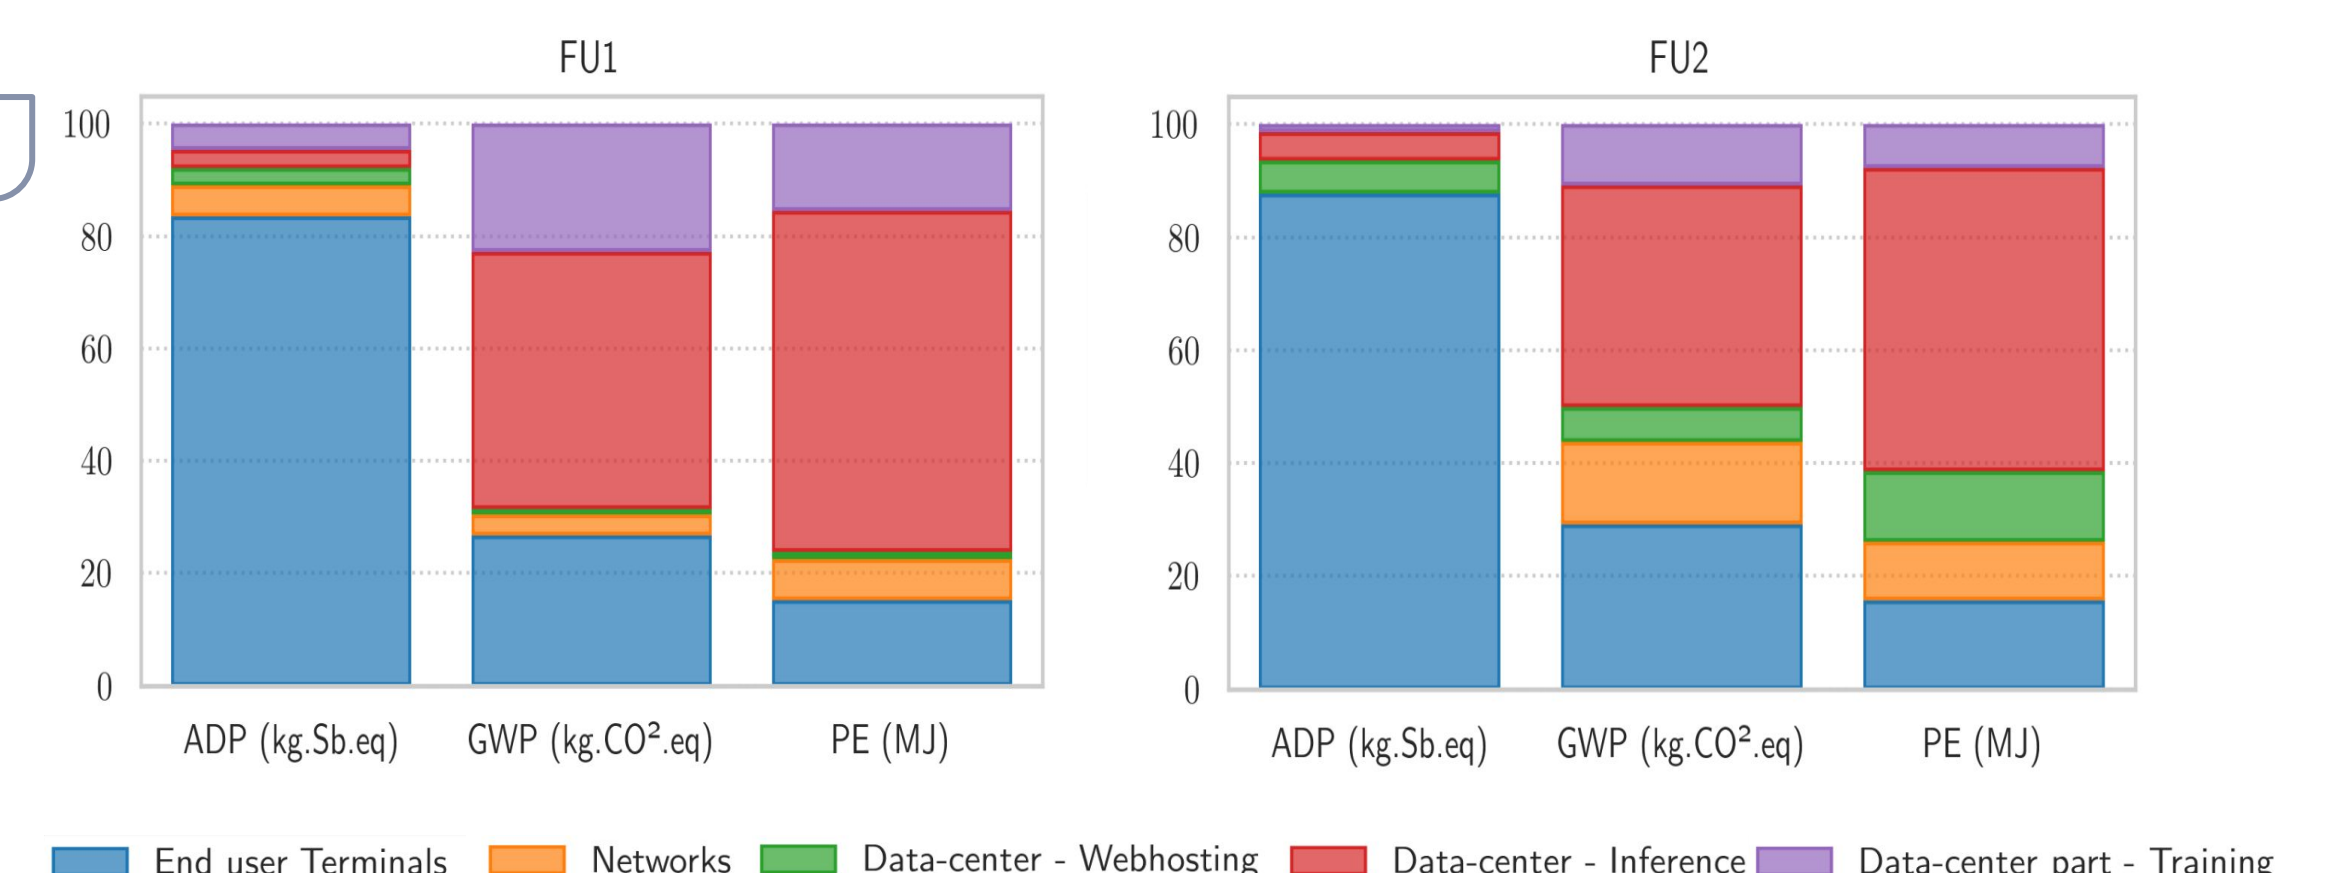 FU1
100
80
60
40
20
0
ADP (kg.Sb.eq) GWP (kg.CO².eq) PE (MJ)
FU2
100
80
60
40
20
0
ADP (kg.Sb.eq) GWP (kg.CO².eq) PE (MJ)
End user Terminals Networks Data-center - Webhosting Data-center - Inference Data-center part - Training